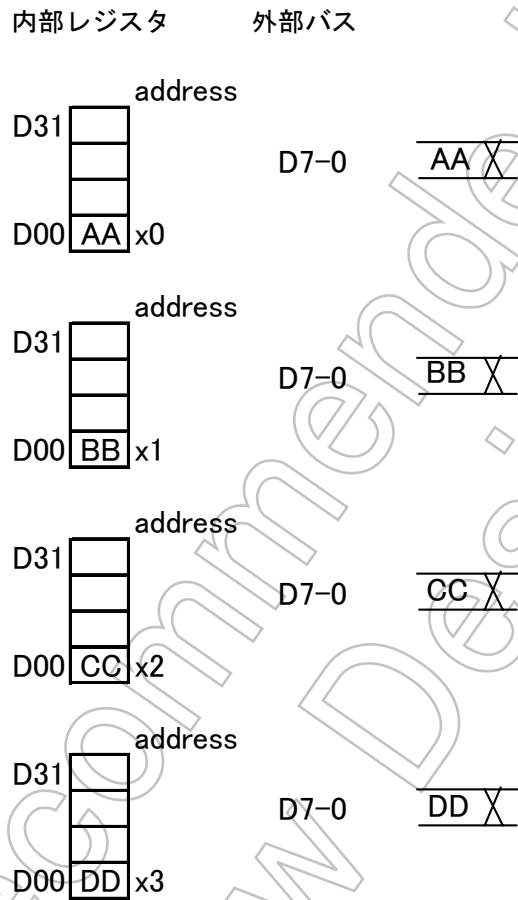 内部レジスタ 外部バス
address
D31
D7-0 AA
D00 AA x0
address
D31
D7-0 BB
D00 BB x1
address
D31
D7-0 CC
D00 CC x2
address
D31
D7-0 DD
D00 DD x3